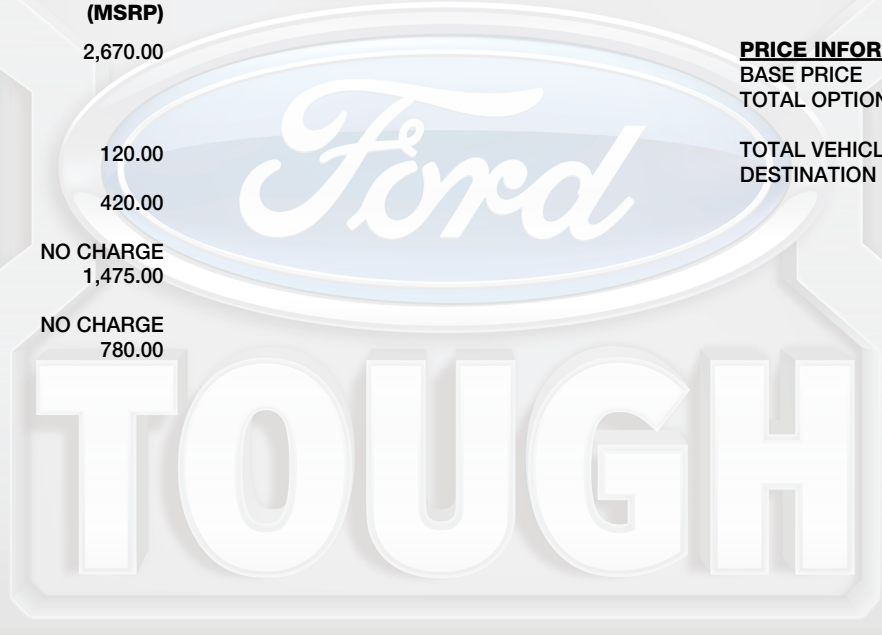 (MSRP)
2,670.00
120.00
420.00
NO CHARGE
1,475.00
NO CHARGE
780.00
PRICE INFOR
BASE PRICE
TOTAL OPTION
TOTAL VEHICL
DESTINATION
Ford
TOUGH